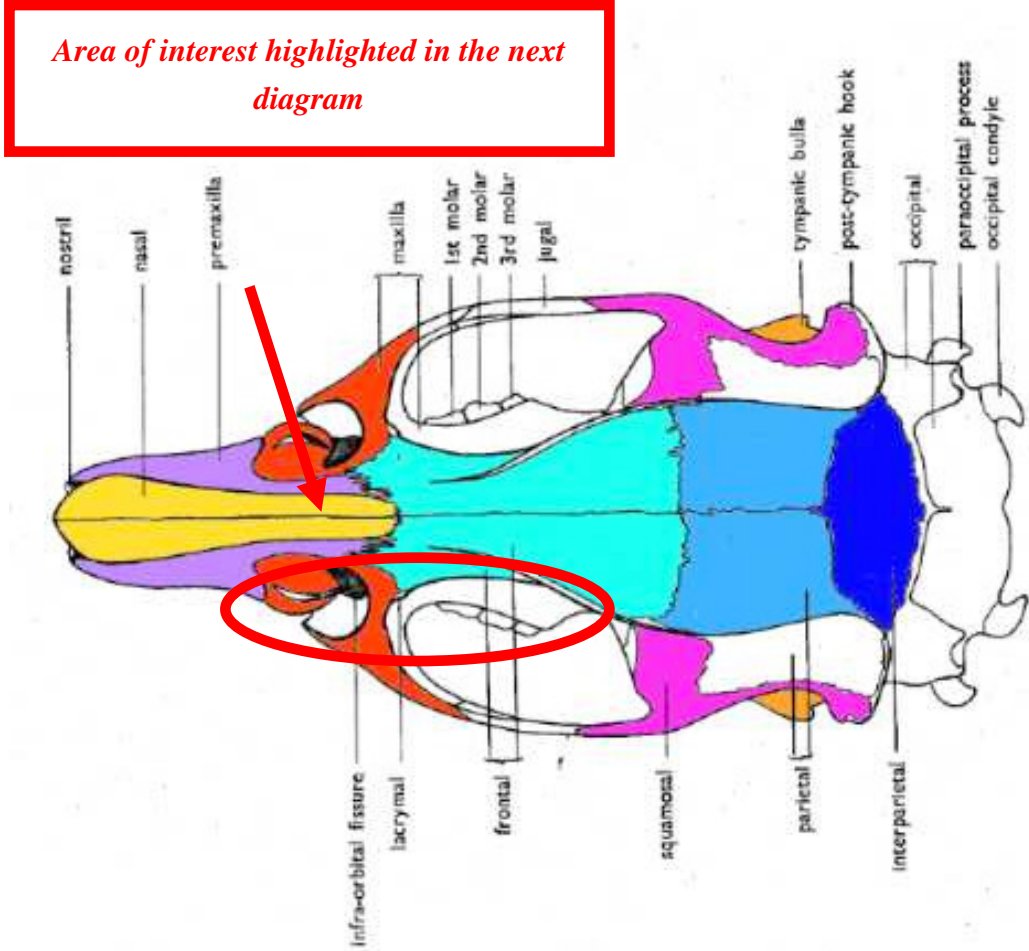 Area of interest highlighted in the next
diagram
nostril
nasal
premaxilla
maxilla
1st molar
2nd molar
3rd molar
jugal
tympanic bulla
post-tympanic hook
occipital
paraoccipital process
occipital condyle
infra-orbital fissure
lacrymal
frontal
squamosal
parietal
interparietal